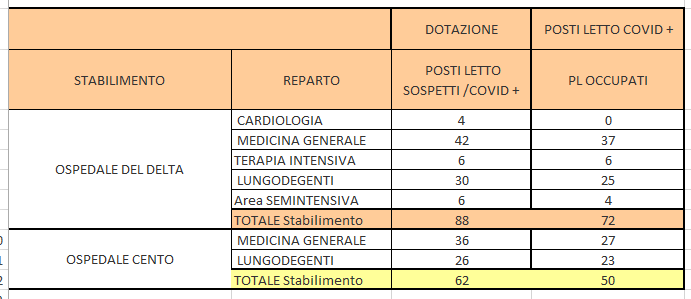 DOTAZIONE POSTI LETTO COVID +
STABILIMENTO REPARTO POSTI LETTO
SOSPETTI /COVID + PL OCCUPATI
OSPEDALE DEL DELTA
CARDIOLOGIA 4 0
MEDICINA GENERALE 42 37
TERAPIA INTENSIVA 6 6
LUNGODEGENTI 30 25
Area SEMINTENSIVA 6 4
TOTALE Stabilimento 88 72
OSPEDALE CENTO
MEDICINA GENERALE 36 27
LUNGODEGENTI 26 23
TOTALE Stabilimento 62 50